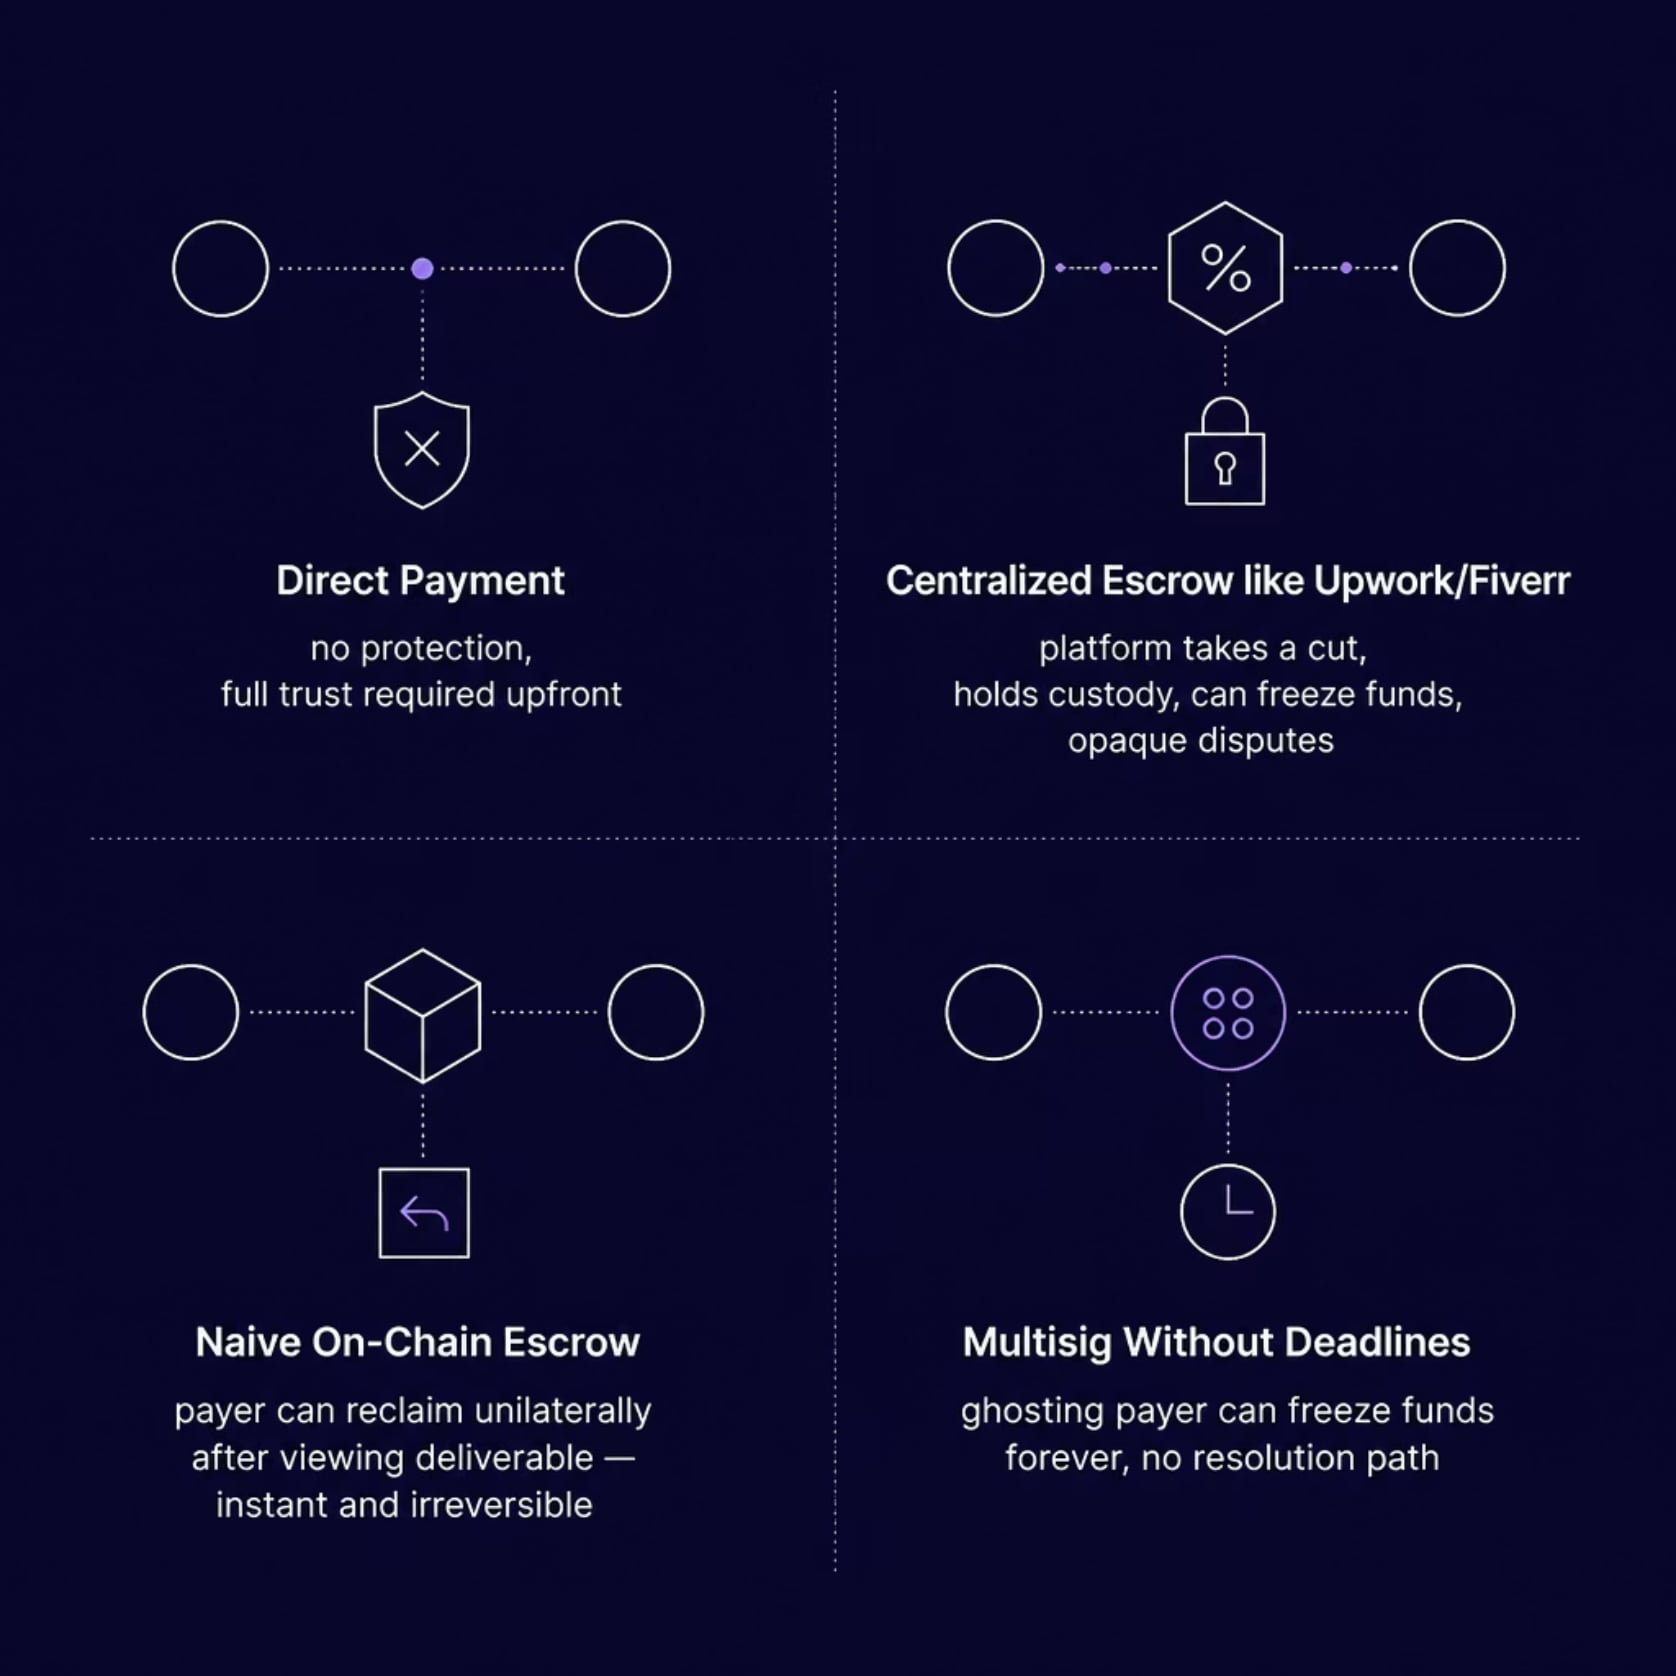 Direct Payment
no protection,
full trust required upfront
Centralized Escrow like Upwork/Fiverr
platform takes a cut,
holds custody, can freeze funds,
opaque disputes
Naive On-Chain Escrow
payer can reclaim unilaterally
after viewing deliverable —
instant and irreversible
Multisig Without Deadlines
ghosting payer can freeze funds
forever, no resolution path